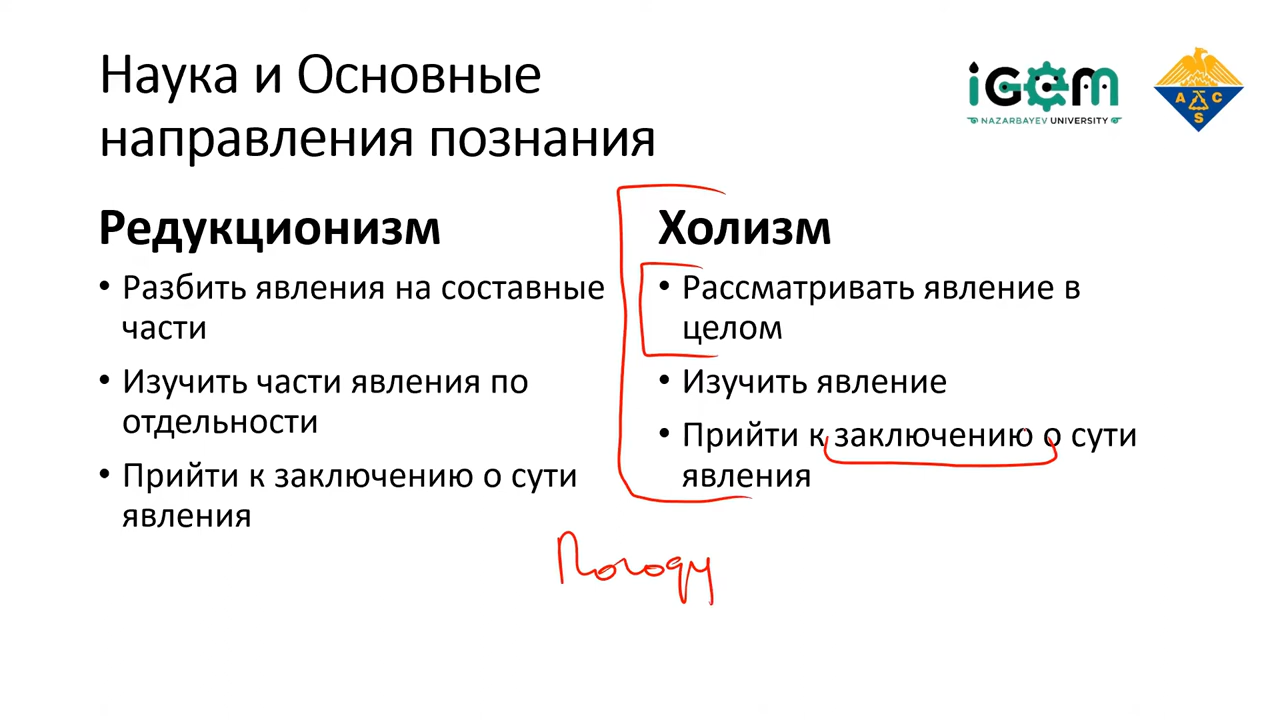 Наука и Основные
направления познания
iGem
NAZARBAYEV UNIVERSITY
A C
S
Редукционизм
• Разбить явления на составные
части
• Изучить части явления по
отдельности
• Прийти к заключению о сути
явления
Холизм
• Рассматривать явление в
целом
• Изучить явление
• Прийти к заключению о сути
явления
Погоду